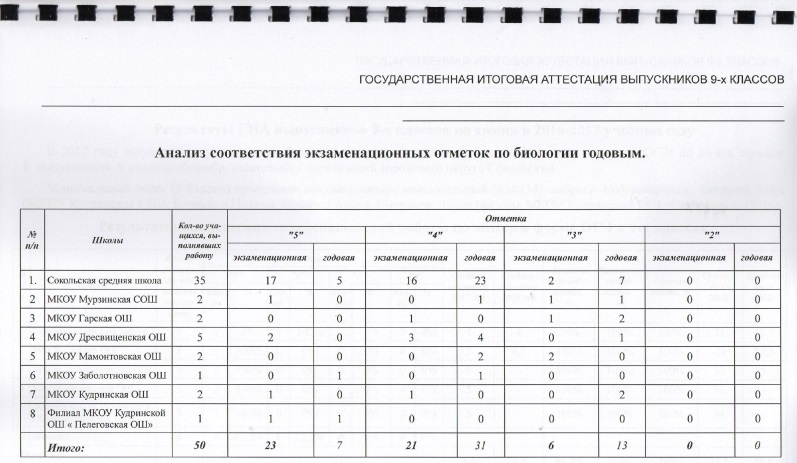 ГОСУДАРСТВЕННАЯ ИТОГОВАЯ АТТЕСТАЦИЯ ВЫПУСКНИКОВ 9-х КЛАССОВ
Анализ соответствия экзаменационных отметок по биологии годовым.
№ п/п Школы Кол-во учащихся, выполнявших работу Отметка
"5" "4" "3" "2"
экзаменационная годовая экзаменационная годовая экзаменационная годовая экзаменационная годовая
1. Сокольская средняя школа 35 17 5 16 23 2 7 0 0
2 МКОУ Мурзинская СОШ 2 1 0 0 1 1 1 0 0
3 МКОУ Гарская ОШ 2 0 0 1 0 1 2 0 0
4 МКОУ Дресвищенская ОШ 5 2 0 3 4 0 1 0 0
5 МКОУ Мамонтовская ОШ 2 0 0 0 2 2 0 0 0
6 МКОУ Заболотновская ОШ 1 0 1 0 1 0 0 0 0
7 МКОУ Кудринская ОШ 2 1 0 1 0 0 2 0 0
8 Филиал МКОУ Кудринской
ОШ « Пелеговская ОШ» 1 1 1 0 0 0 0 0 0
Итого: 50 23 7 21 31 6 13 0 0